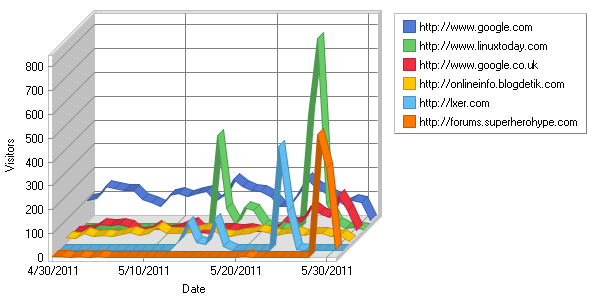 800
700
600
500
400
300
200
100
0
Visitors
4/30/2011 5/10/2011 5/20/2011 5/30/2011
Date
http://www.google.com
http://www.linuxtoday.com
http://www.google.co.uk
http://onlineinfo.blogdetik.com
http://lxer.com
http://forums.superherohype.com